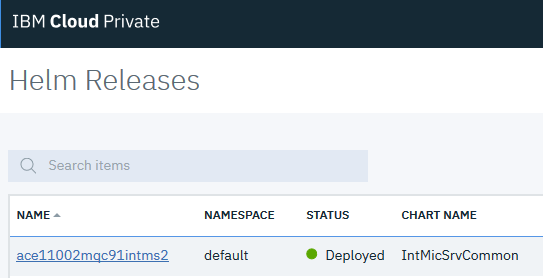 IBM Cloud Private
Helm Releases
Search items
NAME NAMESPACE STATUS CHART NAME
ace11002mqc91intms2 default Deployed IntMicSrvCommon